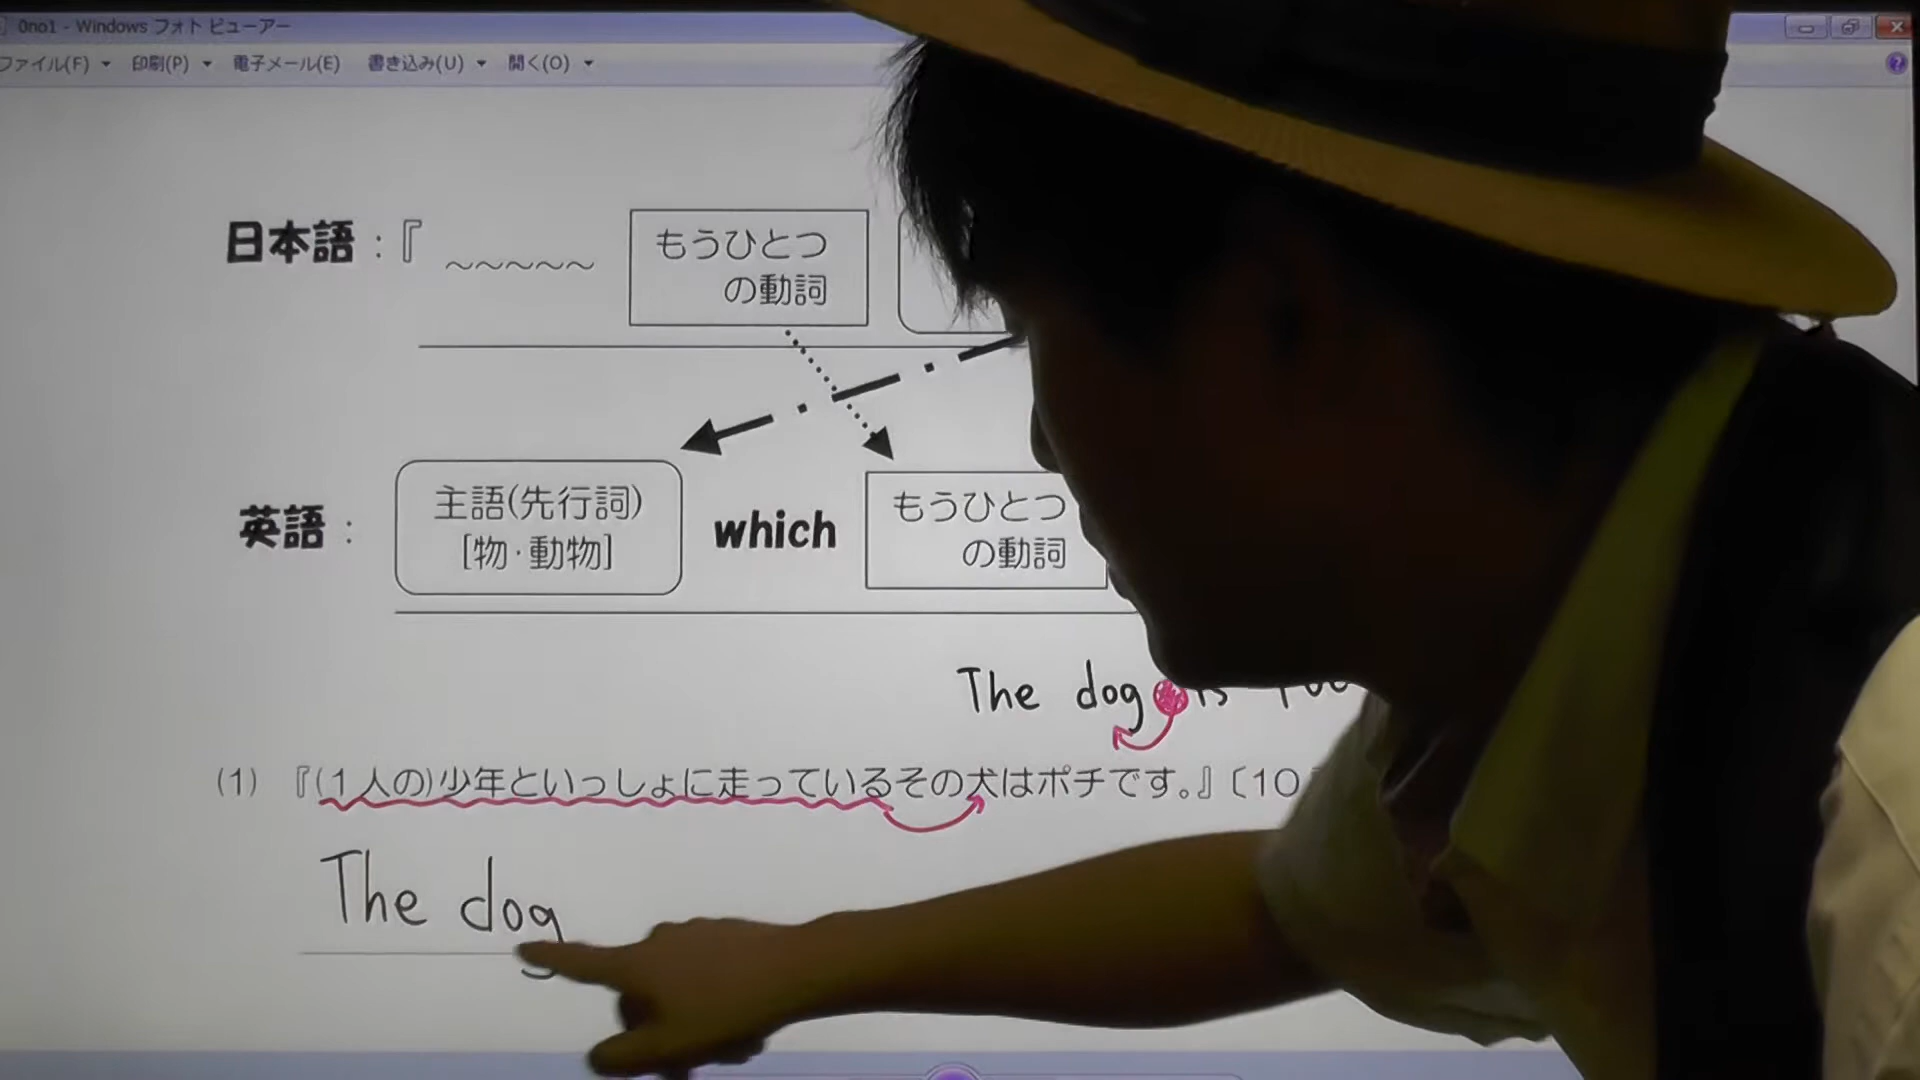 0no1 - Windows フォト ビューアー
ファイル(F) 印刷(P) 電子メール(E) 書き込み(U) 開く(O)
日本語:『 ~~~~~ もうひとつ
の動詞
英語: 主語(先行詞)
[物・動物] which もうひとつ
の動詞
The dog is
(1) 『(1人の)少年といっしょに走っているその犬はポチです。』〔10
The dog